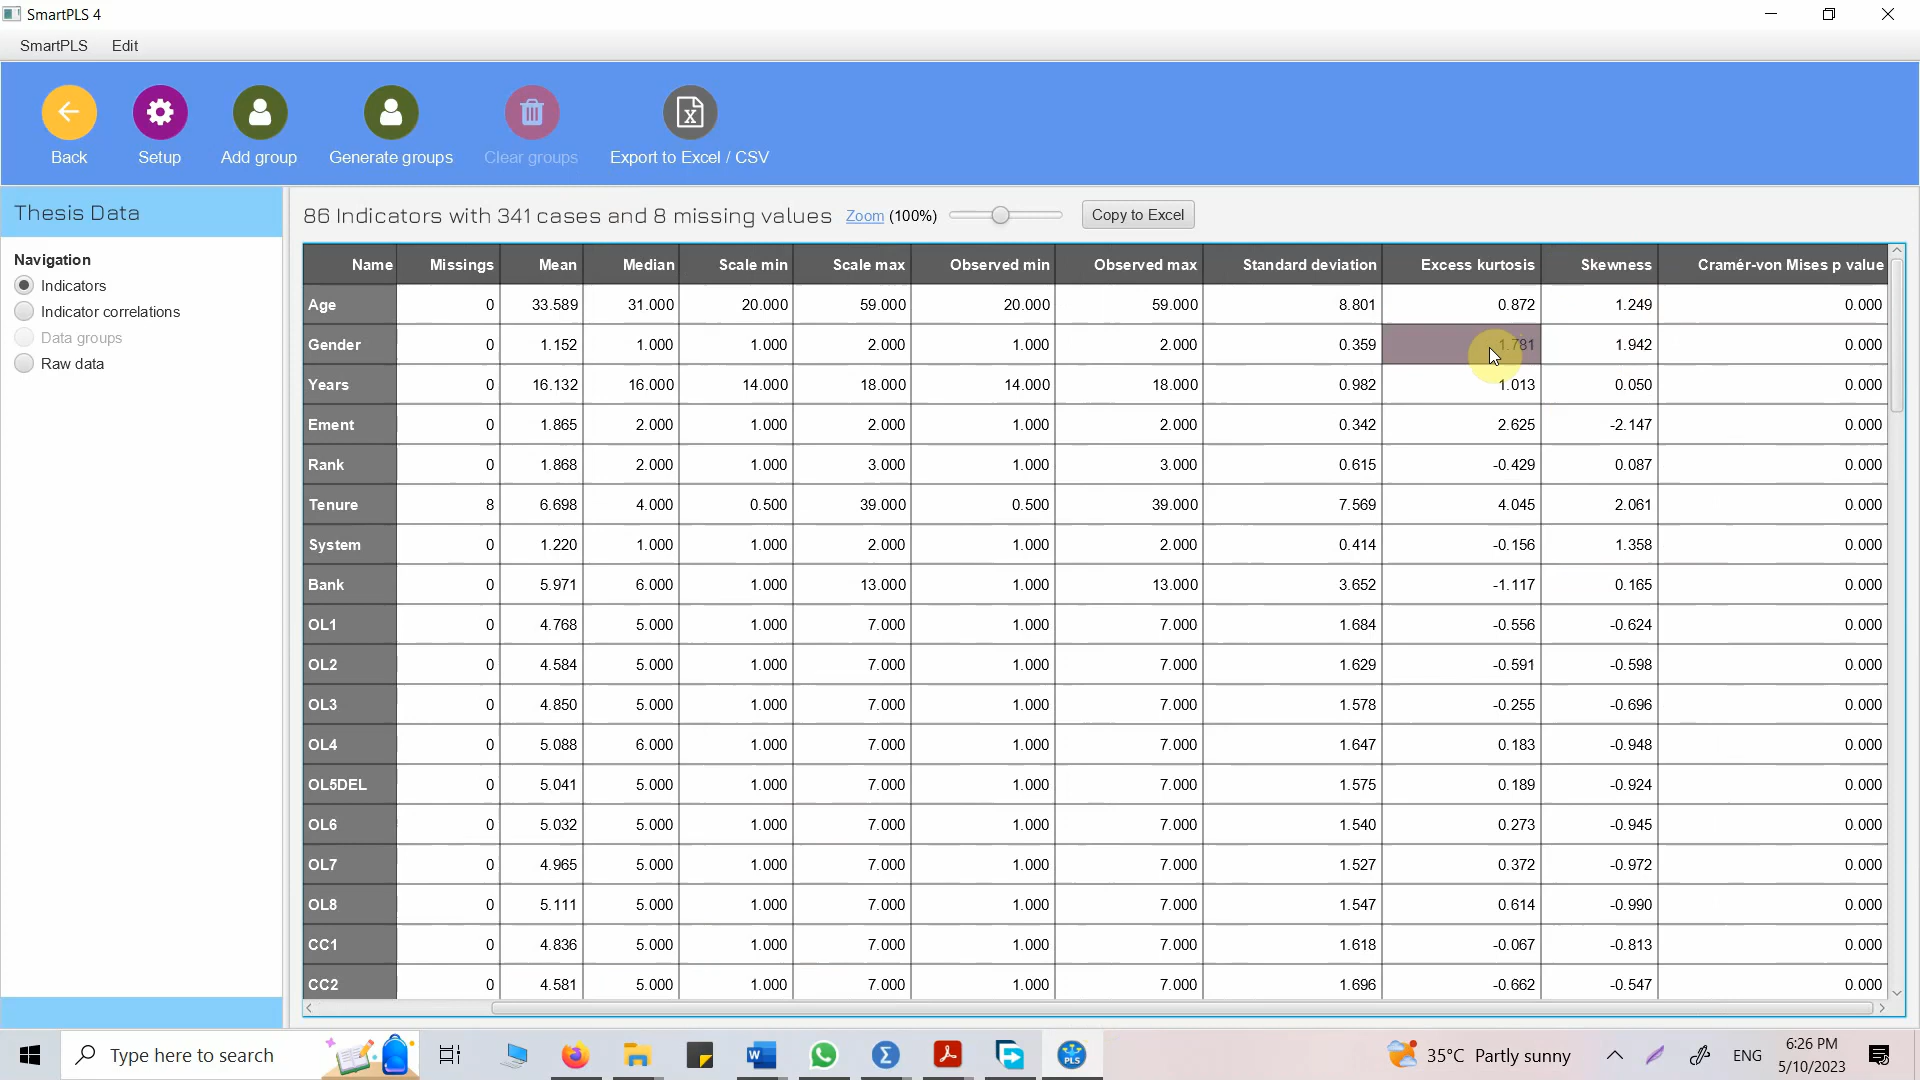 SmartPLS 4
SmartPLS Edit
Back Setup Add group Generate groups Clear groups Export to Excel / CSV
Thesis Data
86 Indicators with 341 cases and 8 missing values Zoom (100%) Copy to Excel
Navigation
Indicators
Indicator correlations
Data groups
Raw data
Name Missings Mean Median Scale min Scale max Observed min Observed max Standard deviation Excess kurtosis Skewness Cramér-von Mises p value
Age 0 33.589 31.000 20.000 59.000 20.000 59.000 8.801 0.872 1.249 0.000
Gender 0 1.152 1.000 1.000 2.000 1.000 2.000 0.359 1.781 1.942 0.000
Years 0 16.132 16.000 14.000 18.000 14.000 18.000 0.982 1.013 0.050 0.000
Ement 0 1.865 2.000 1.000 2.000 1.000 2.000 0.342 2.625 -2.147 0.000
Rank 0 1.868 2.000 1.000 3.000 1.000 3.000 0.615 -0.429 0.087 0.000
Tenure 8 6.698 4.000 0.500 39.000 0.500 39.000 7.569 4.045 2.061 0.000
System 0 1.220 1.000 1.000 2.000 1.000 2.000 0.414 -0.156 1.358 0.000
Bank 0 5.971 6.000 1.000 13.000 1.000 13.000 3.652 -1.117 0.165 0.000
OL1 0 4.768 5.000 1.000 7.000 1.000 7.000 1.684 -0.556 -0.624 0.000
OL2 0 4.584 5.000 1.000 7.000 1.000 7.000 1.629 -0.591 -0.598 0.000
OL3 0 4.850 5.000 1.000 7.000 1.000 7.000 1.578 -0.255 -0.696 0.000
OL4 0 5.088 6.000 1.000 7.000 1.000 7.000 1.647 0.183 -0.948 0.000
OL5DEL 0 5.041 5.000 1.000 7.000 1.000 7.000 1.575 0.189 -0.924 0.000
OL6 0 5.032 5.000 1.000 7.000 1.000 7.000 1.540 0.273 -0.945 0.000
OL7 0 4.965 5.000 1.000 7.000 1.000 7.000 1.527 0.372 -0.972 0.000
OL8 0 5.111 5.000 1.000 7.000 1.000 7.000 1.547 0.614 -0.990 0.000
CC1 0 4.836 5.000 1.000 7.000 1.000 7.000 1.618 -0.067 -0.813 0.000
CC2 0 4.581 5.000 1.000 7.000 1.000 7.000 1.696 -0.662 -0.547 0.000
Type here to search
35°C Partly sunny
ENG
6:26 PM
5/10/2023
PLS